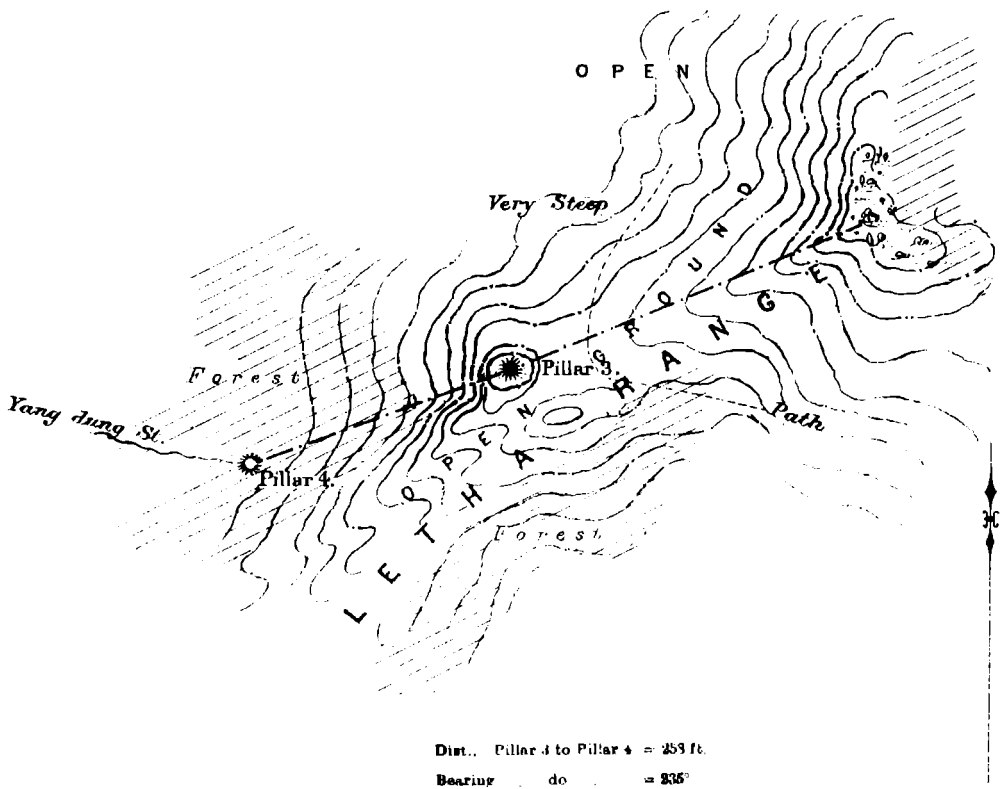 OPEN
Very Steep
OPEN GROUND
LETHA RANGE
Pillar 3.
Forest
Path
Yang dung St.
Pillar 4.
Forest
Dist., Pillar 3 to Pillar 4 = 258 ft.
Bearing do = 235°